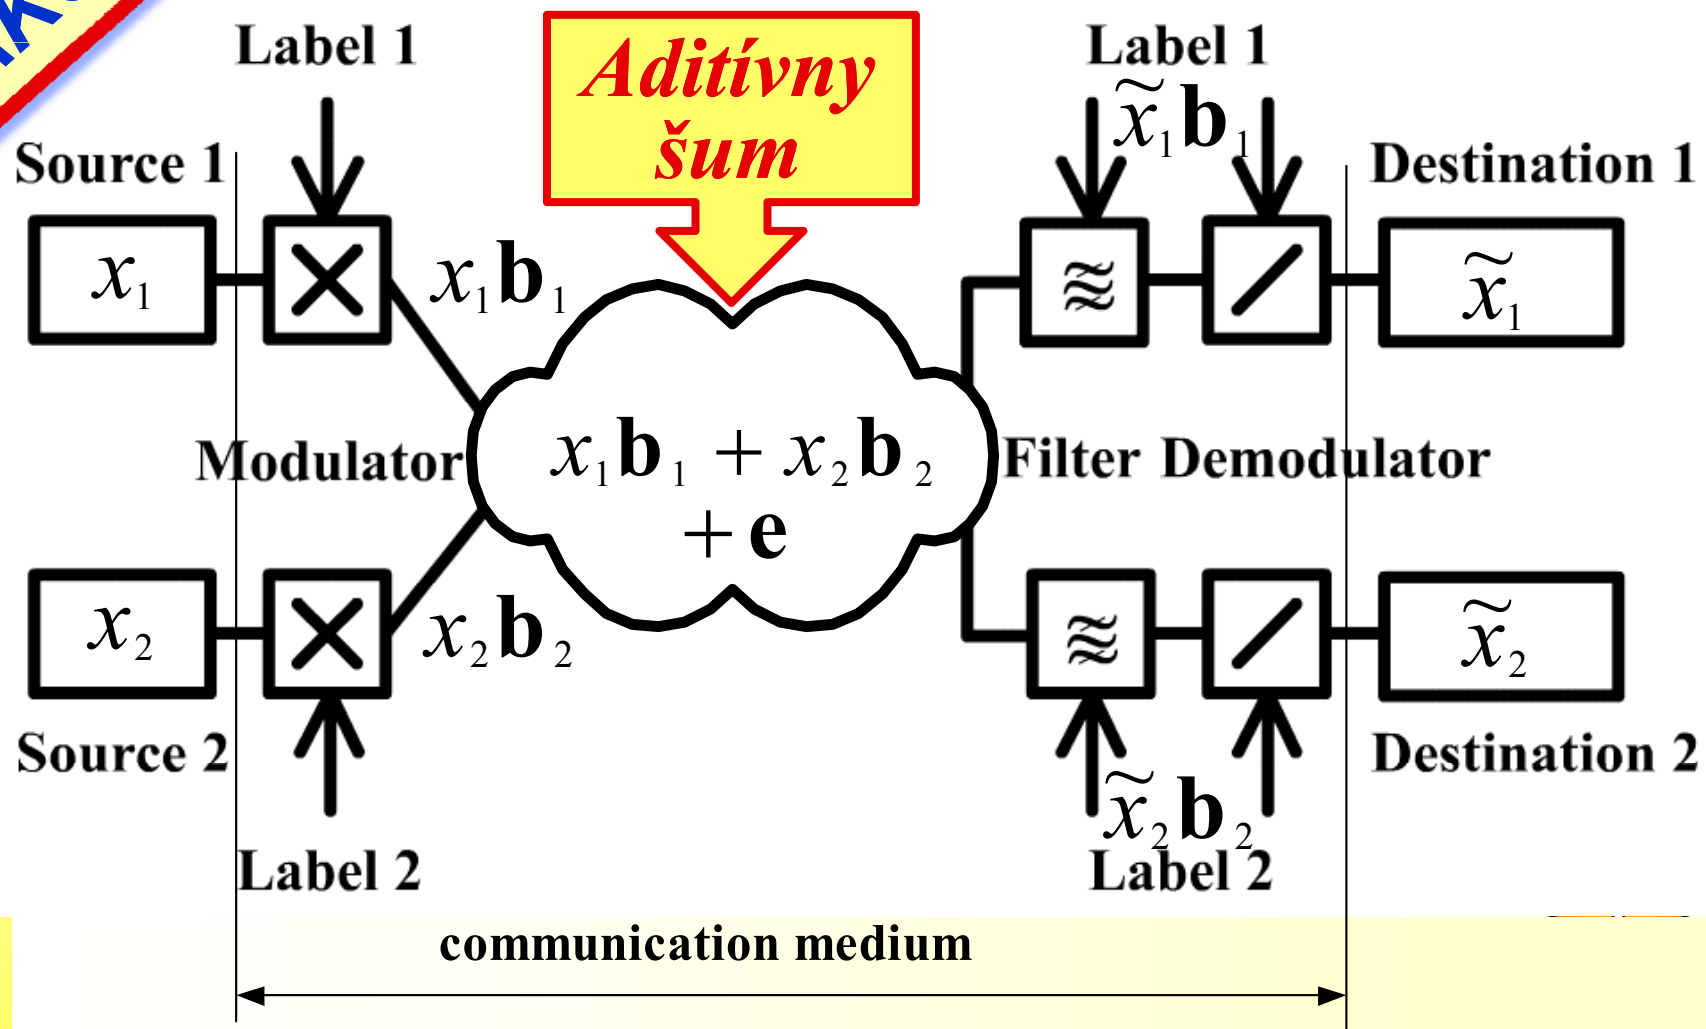 Label 1
Aditívny
šum
Label 1
x̃₁b₁
Source 1
Destination 1
x₁
x₁b₁
x̃₁
Modulator
x₁b₁ + x₂b₂
+ e
Filter Demodulator
x₂
x₂b₂
x̃₂
Source 2
Destination 2
x̃₂b₂
Label 2
Label 2
communication medium